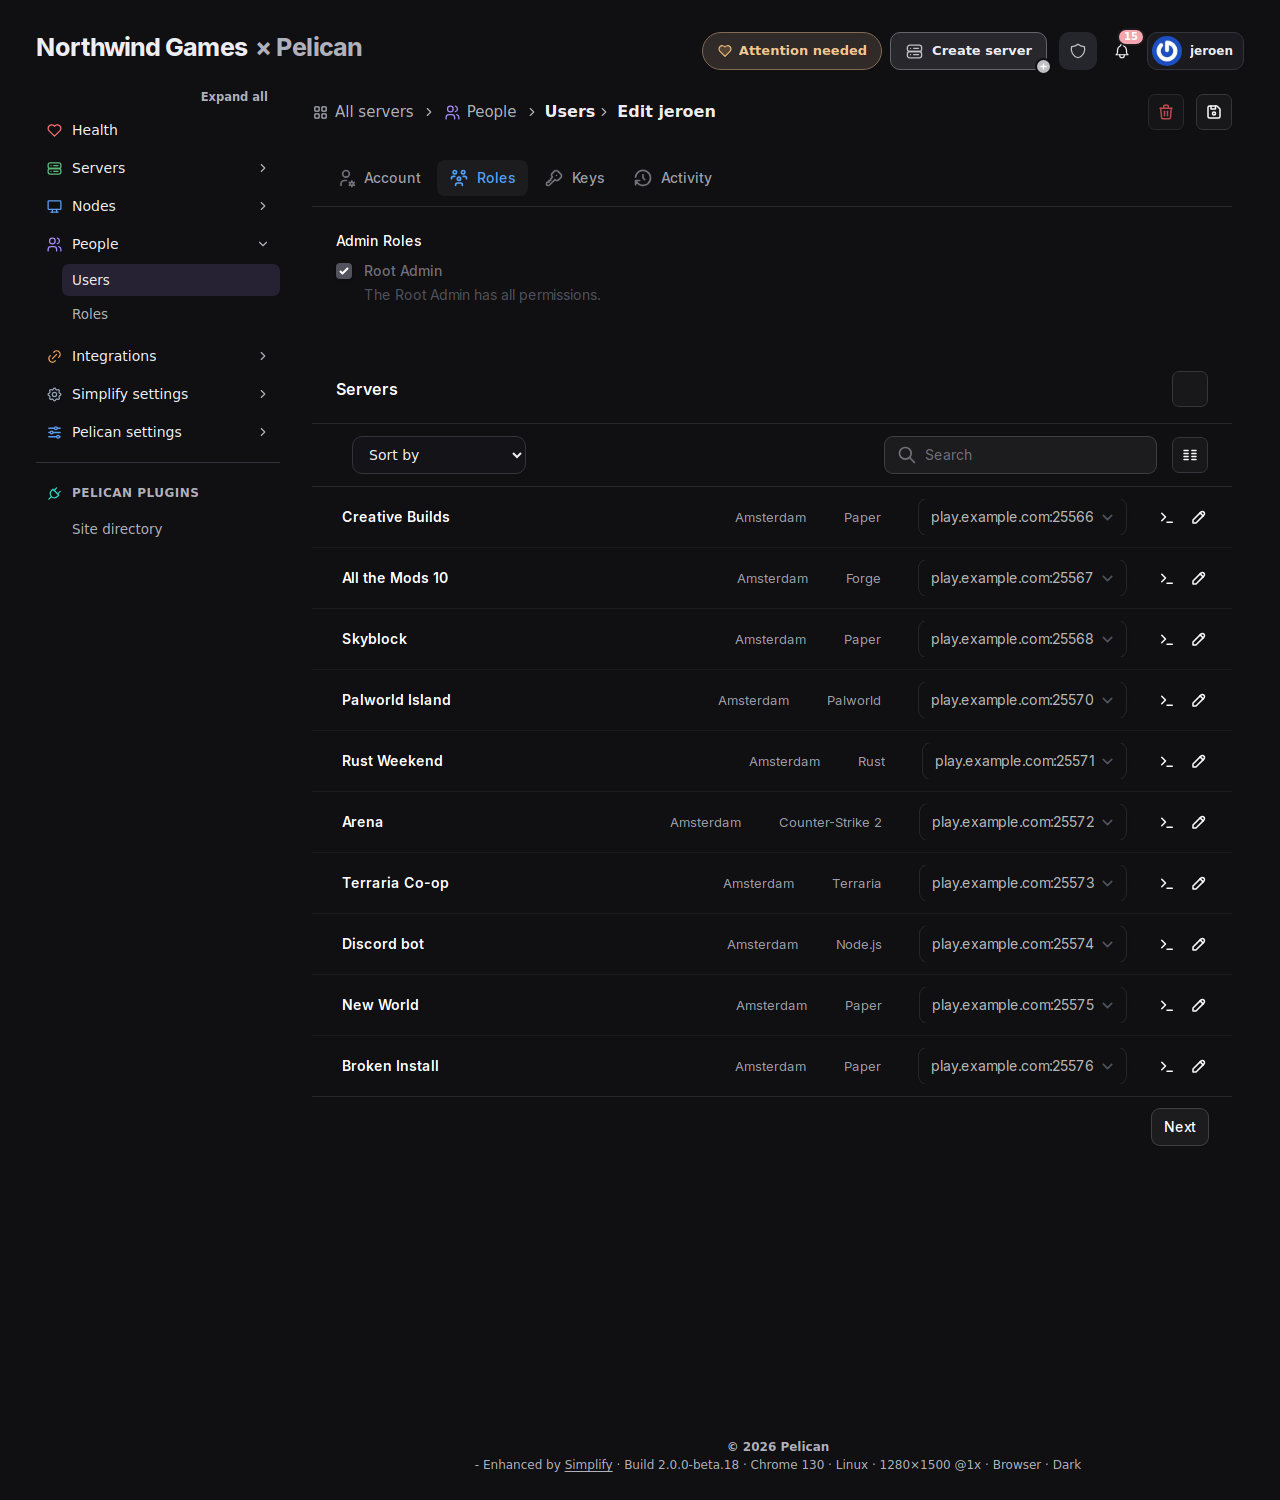 Northwind Games × Pelican
Attention needed
Create server
15
jeroen
Expand all
Health
Servers
Nodes
People
Users
Roles
Integrations
Simplify settings
Pelican settings
PELICAN PLUGINS
Site directory
All servers > People > Users > Edit jeroen
Account
Roles
Keys
Activity
Admin Roles
Root Admin
The Root Admin has all permissions.
Servers
Sort by
Search
Creative Builds Amsterdam Paper play.example.com:25566
All the Mods 10 Amsterdam Forge play.example.com:25567
Skyblock Amsterdam Paper play.example.com:25568
Palworld Island Amsterdam Palworld play.example.com:25570
Rust Weekend Amsterdam Rust play.example.com:25571
Arena Amsterdam Counter-Strike 2 play.example.com:25572
Terraria Co-op Amsterdam Terraria play.example.com:25573
Discord bot Amsterdam Node.js play.example.com:25574
New World Amsterdam Paper play.example.com:25575
Broken Install Amsterdam Paper play.example.com:25576
Next
© 2026 Pelican
- Enhanced by Simplify · Build 2.0.0-beta.18 · Chrome 130 · Linux · 1280×1500 @1x · Browser · Dark